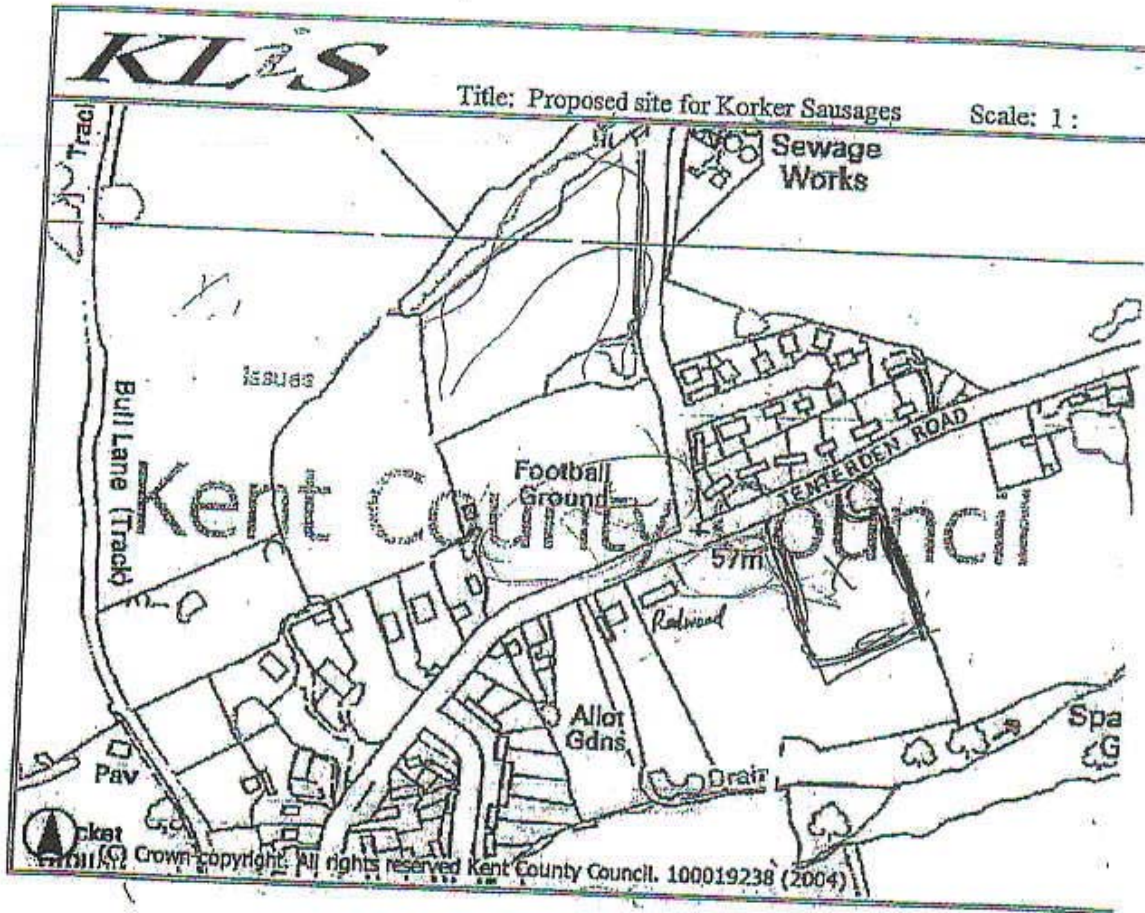 KLiS
Title: Proposed site for Korker Sausages Scale: 1 :
Sewage
Works
Issues
Bull Lane (Track)
Kent County Council
Football
Ground
TENTERDEN ROAD
57m
Redwood
Allot
Gdns
Spa
G
Pav
Drain
cket
(C) Crown copyright. All rights reserved Kent County Council. 100019238 (2004)